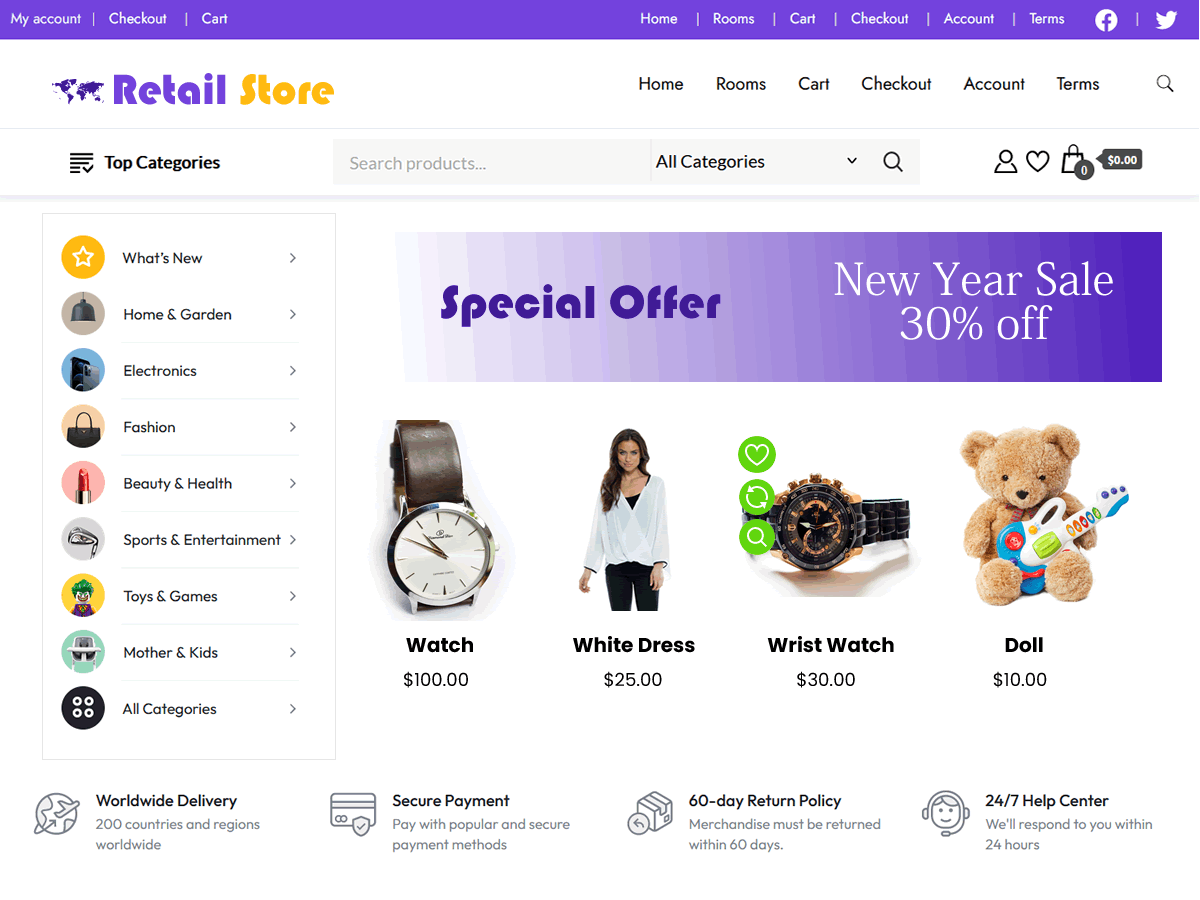 My account | Checkout | Cart
Home | Rooms | Cart | Checkout | Account | Terms |
Retail Store
Home Rooms Cart Checkout Account Terms
Top Categories
Search products...
All Categories
0
$0.00
What's New
Home & Garden
Electronics
Fashion
Beauty & Health
Sports & Entertainment
Toys & Games
Mother & Kids
All Categories
Special Offer
New Year Sale
30% off
Watch
$100.00
White Dress
$25.00
Wrist Watch
$30.00
Doll
$10.00
Worldwide Delivery
200 countries and regions
worldwide
Secure Payment
Pay with popular and secure
payment methods
60-day Return Policy
Merchandise must be returned
within 60 days.
24/7 Help Center
We'll respond to you within
24 hours